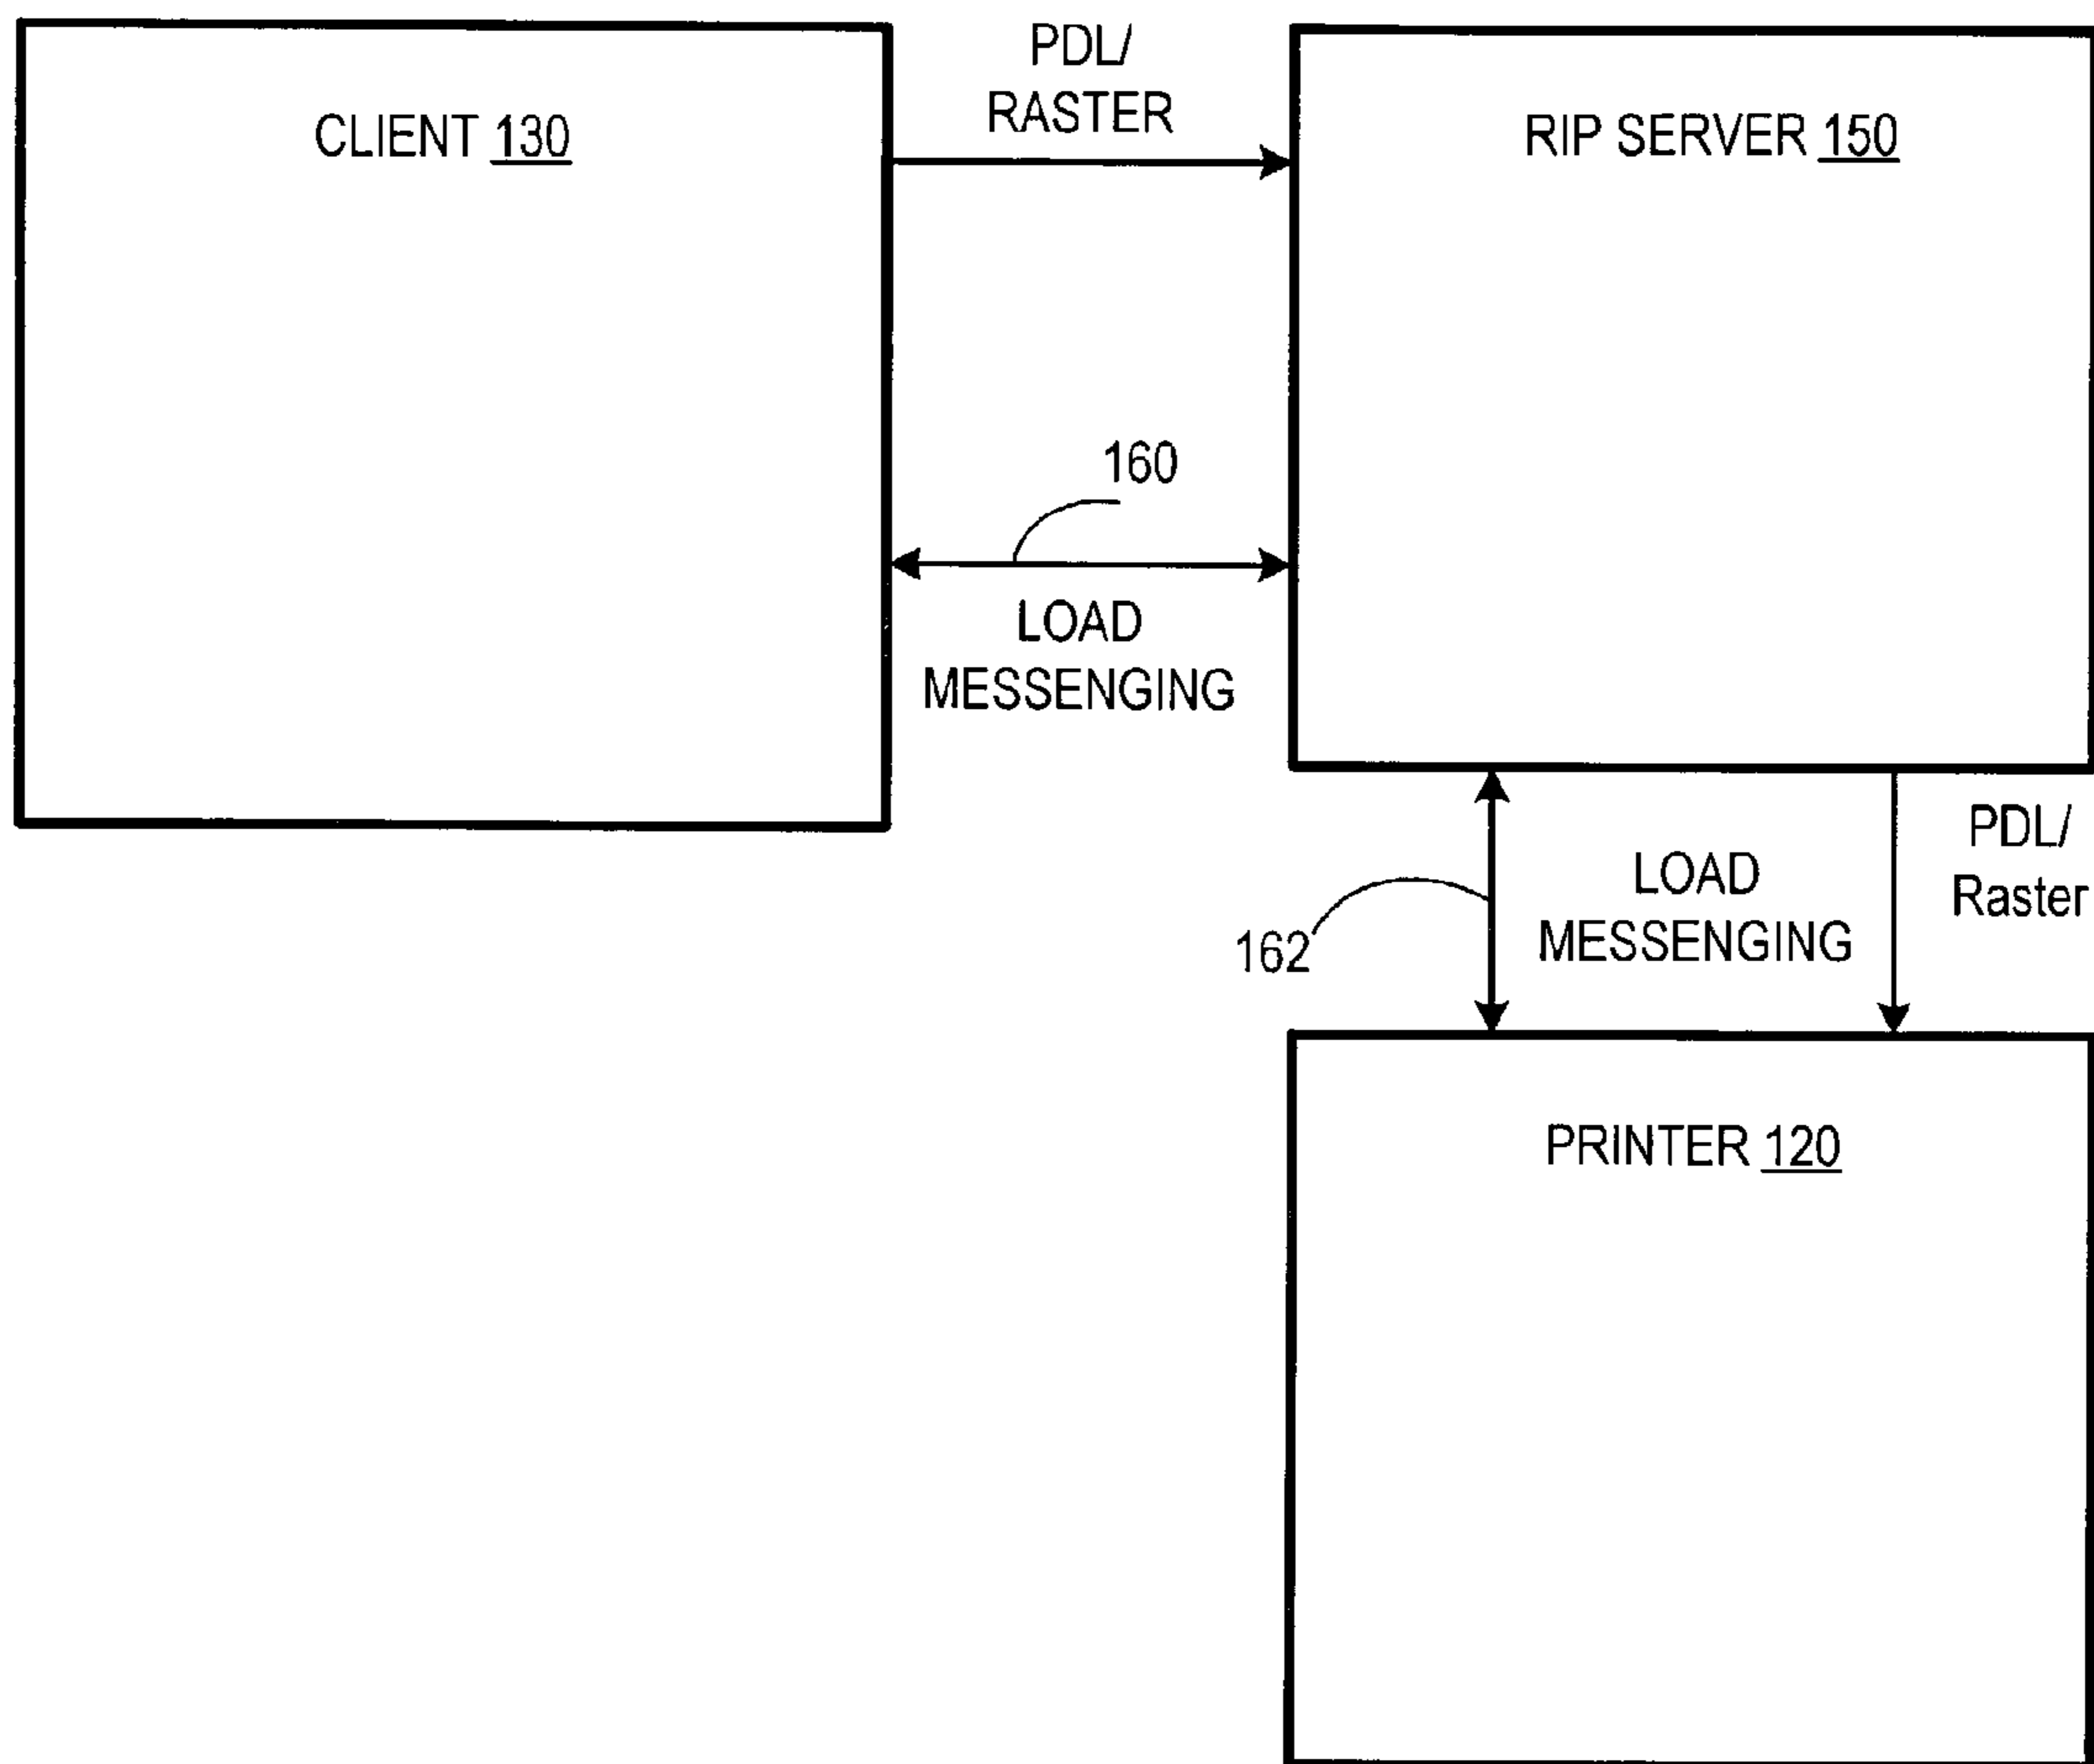 PDL/
RASTER
CLIENT 130
RIP SERVER 150
160
LOAD
MESSENGING
PDL/
Raster
LOAD
MESSENGING
162
PRINTER 120